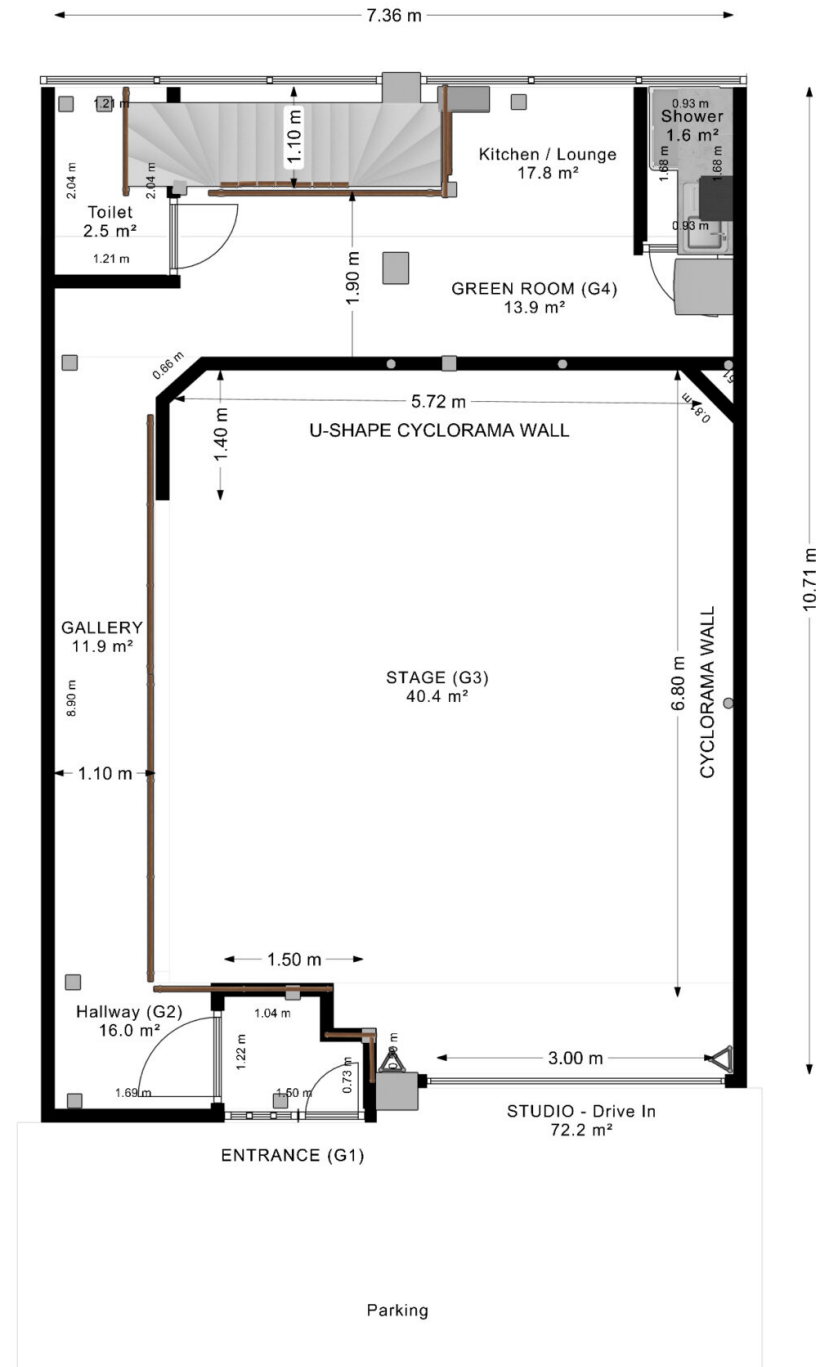 7.36 m
1.21 m
1.10 m
0.93 m
Shower
1.6 m²
Kitchen / Lounge
17.8 m²
2.04 m
2.04 m
1.68 m
1.68 m
Toilet
2.5 m²
0.93 m
1.21 m
1.90 m
GREEN ROOM (G4)
13.9 m²
0.66 m
5.72 m
0.81 m
1.40 m
U-SHAPE CYCLORAMA WALL
10.71 m
GALLERY
11.9 m²
8.90 m
STAGE (G3)
40.4 m²
6.80 m
CYCLORAMA WALL
1.10 m
1.50 m
Hallway (G2)
16.0 m²
1.04 m
1.22 m
3.00 m
0.73 m
1.69 m
1.50 m
STUDIO - Drive In
72.2 m²
ENTRANCE (G1)
Parking